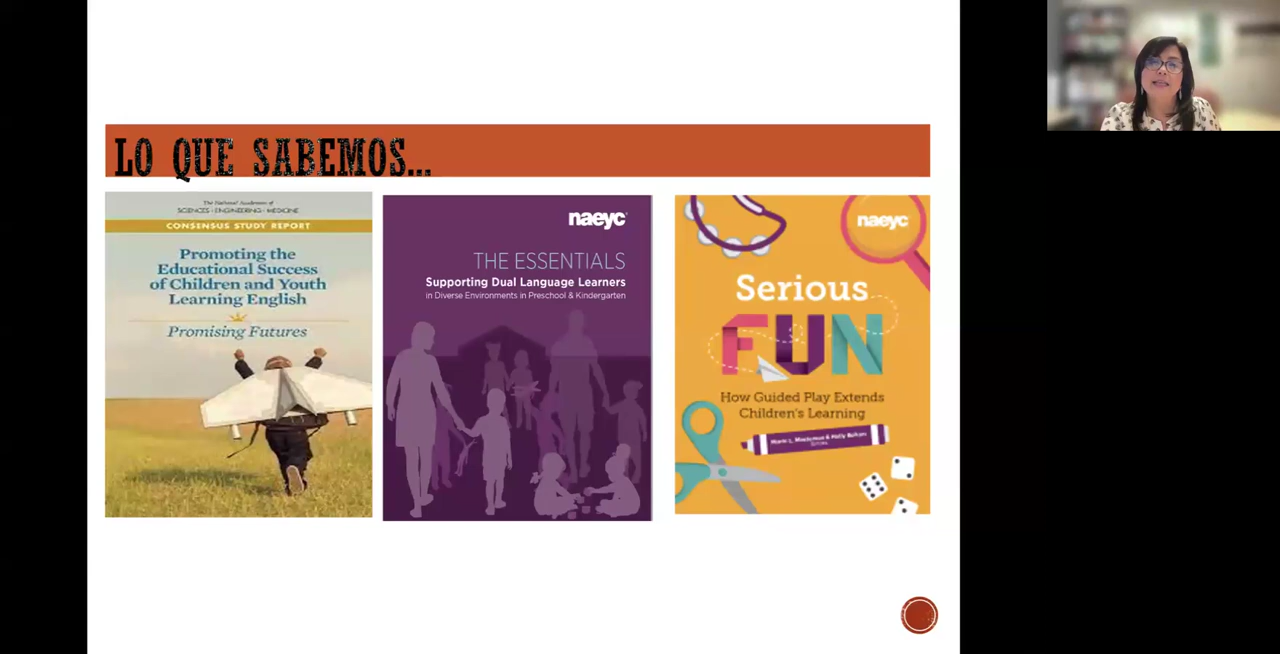 LO QUE SABEMOS...
The National Academies of
SCIENCES • ENGINEERING • MEDICINE
CONSENSUS STUDY REPORT
Promoting the
Educational Success
of Children and Youth
Learning English
Promising Futures
naeyc
THE ESSENTIALS
Supporting Dual Language Learners
in Diverse Environments in Preschool & Kindergarten
naeyc
Serious
FUN
How Guided Play Extends
Children's Learning